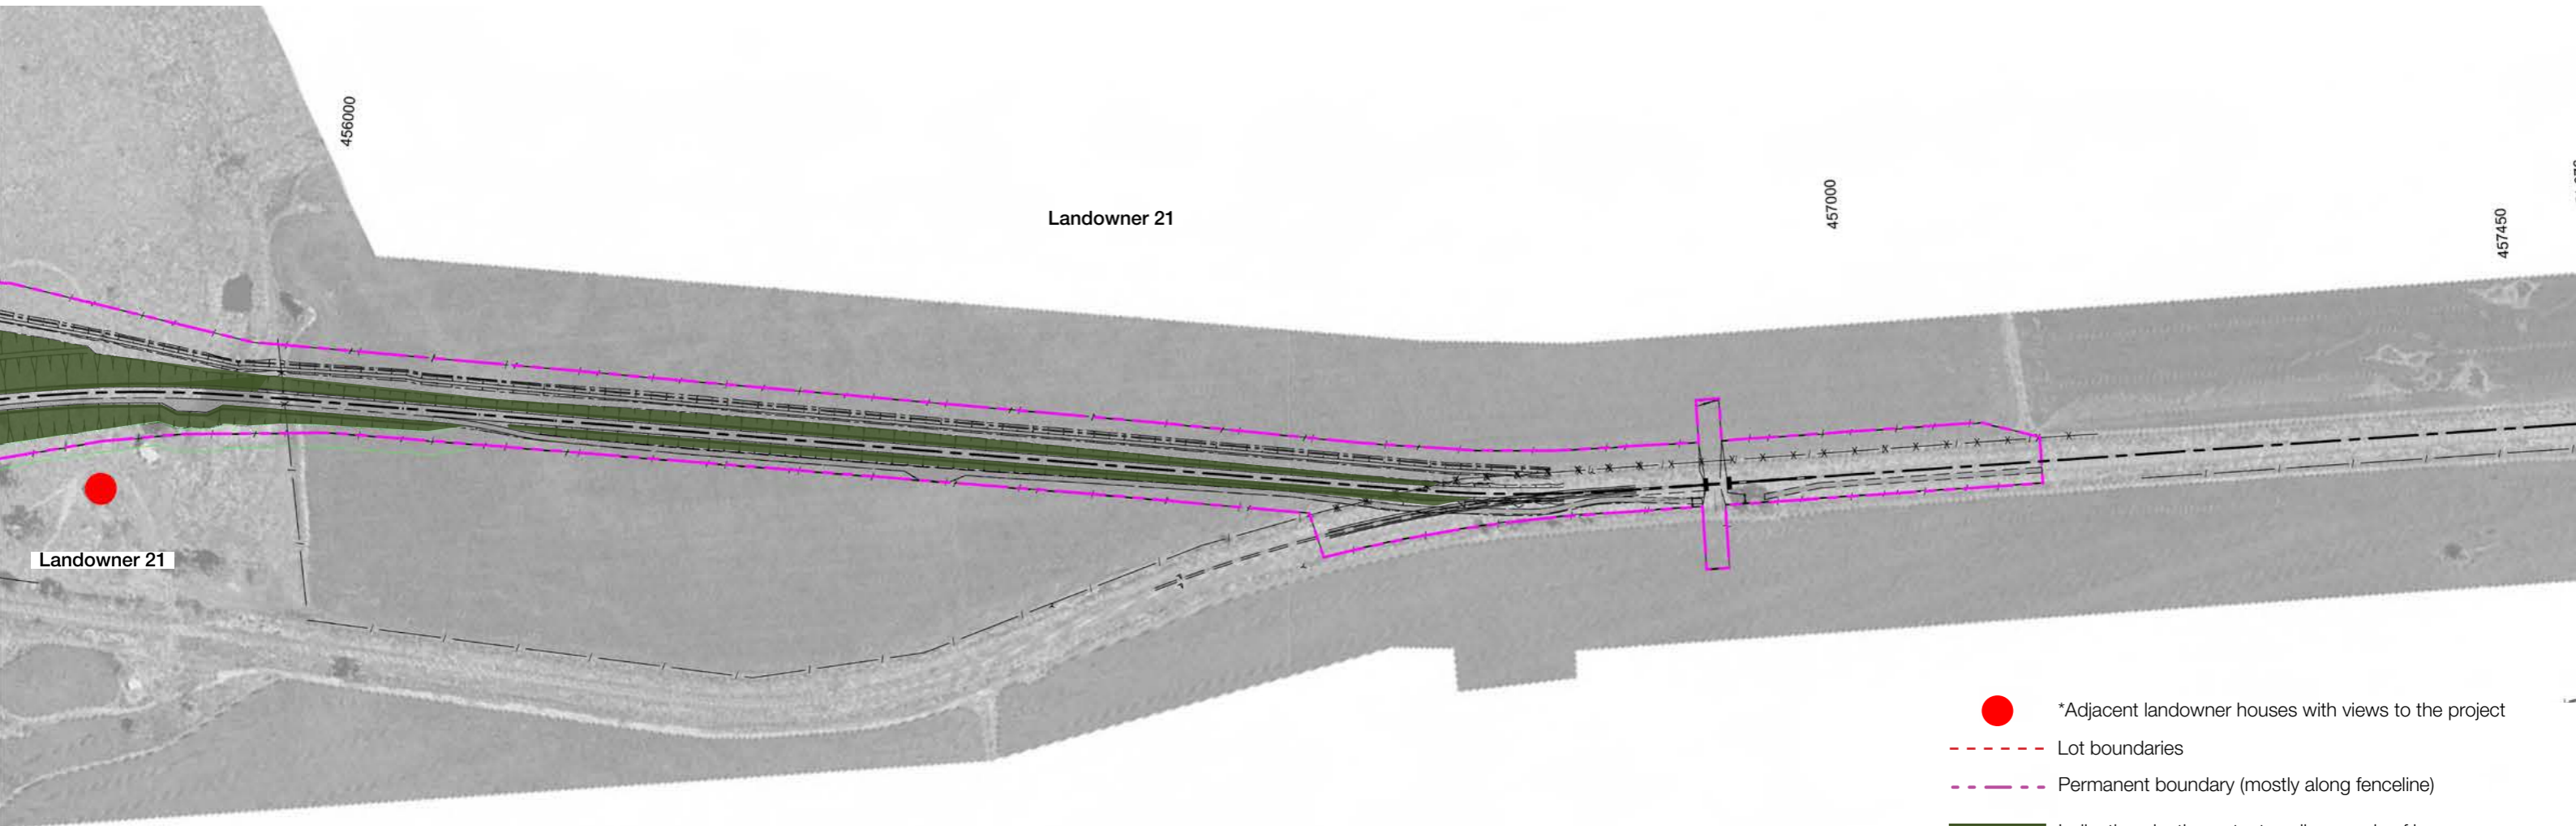 456000
457000
457450
Landowner 21
Landowner 21
*Adjacent landowner houses with views to the project
Lot boundaries
Permanent boundary (mostly along fenceline)